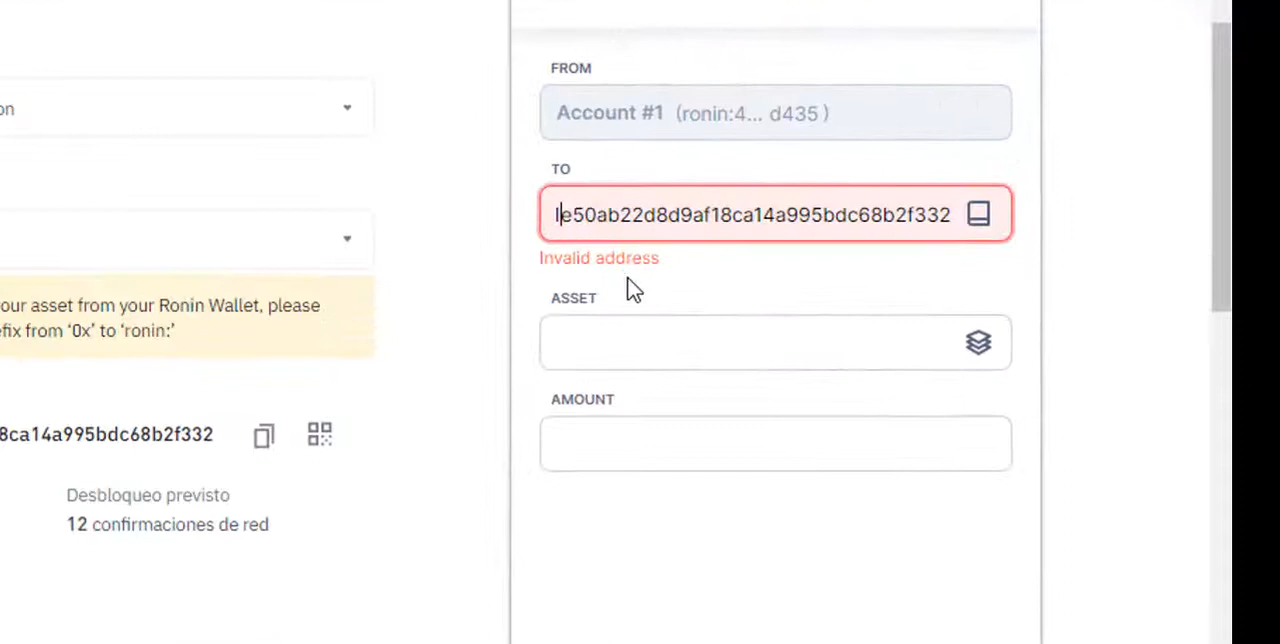 on
our asset from your Ronin Wallet, please
efix from ‘0x’ to ‘ronin:’
8ca14a995bdc68b2f332
Desbloqueo previsto
12 confirmaciones de red
FROM
Account #1 (ronin:4... d435 )
TO
e50ab22d8d9af18ca14a995bdc68b2f332
Invalid address
ASSET
AMOUNT